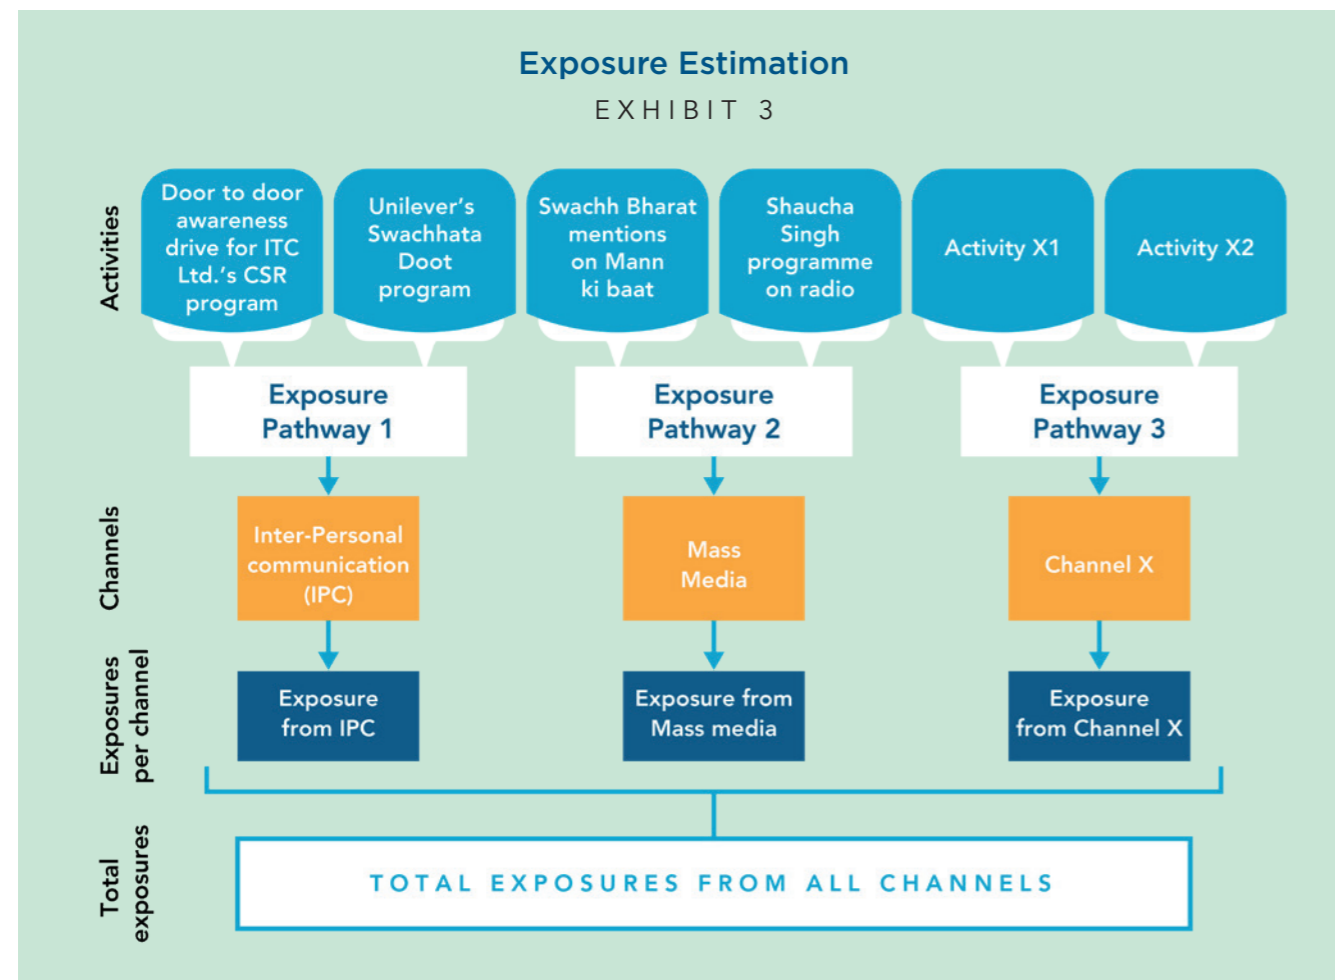 Exposure Estimation
EXHIBIT 3
Activities
Door to door
awareness
drive for ITC
Ltd.'s CSR
program
Unilever's
Swachhata
Doot
program
Swachh Bharat
mentions
on Mann
ki baat
Shaucha
Singh
programme
on radio
Activity X1
Activity X2
Exposure
Pathway 1
Exposure
Pathway 2
Exposure
Pathway 3
Channels
Inter-Personal
communication
(IPC)
Mass
Media
Channel X
Exposures
per channel
Exposure
from IPC
Exposure from
Mass media
Exposure
from Channel X
Total
exposures
TOTAL EXPOSURES FROM ALL CHANNELS